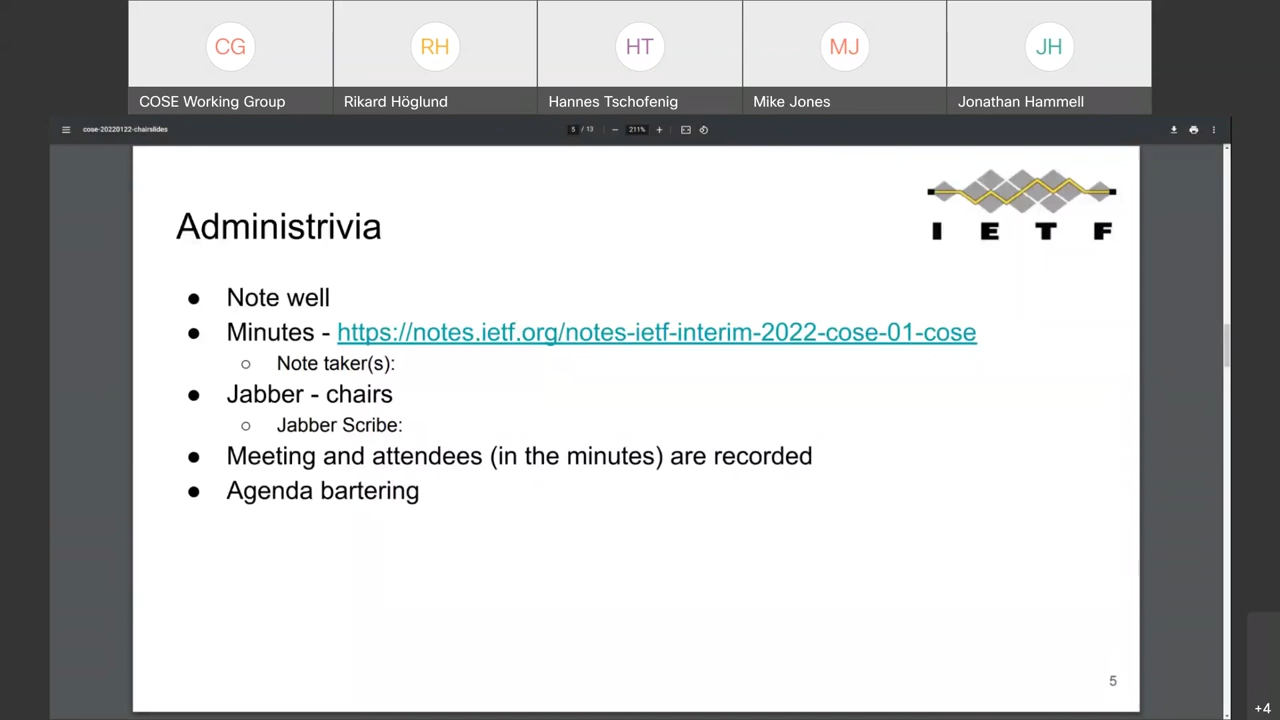 CG RH HT MJ JH
COSE Working Group Rikard Höglund Hannes Tschofenig Mike Jones Jonathan Hammell
cose-20220122-chairslides 5 / 13 − 211% +
I E T F
Administrivia
● Note well
● Minutes - https://notes.ietf.org/notes-ietf-interim-2022-cose-01-cose
○ Note taker(s):
● Jabber - chairs
○ Jabber Scribe:
● Meeting and attendees (in the minutes) are recorded
● Agenda bartering
5
+4